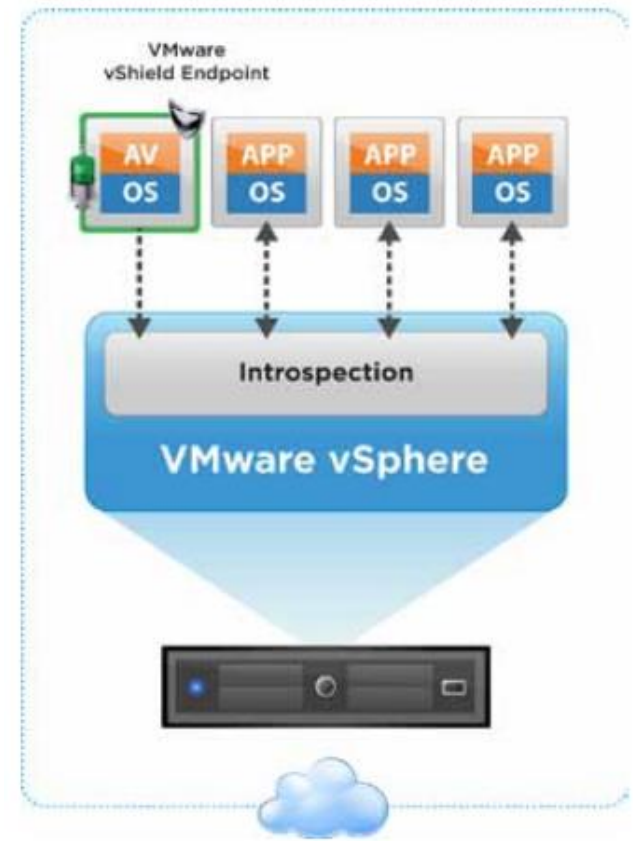 VMware
vShield Endpoint
AV APP APP APP
OS OS OS OS
Introspection
VMware vSphere